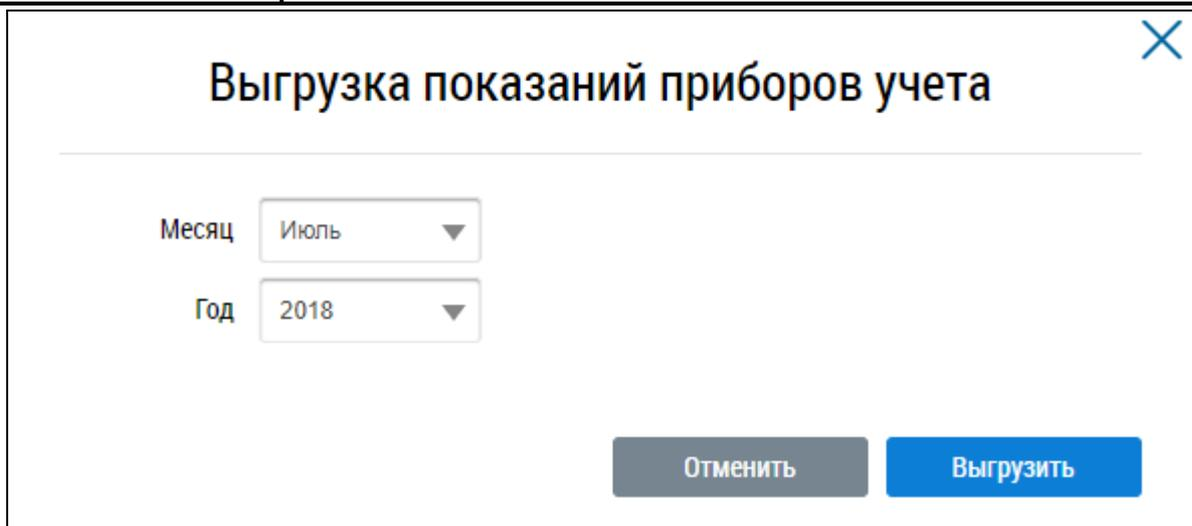 Выгрузка показаний приборов учета
Месяц Июль
Год 2018
Отменить Выгрузить